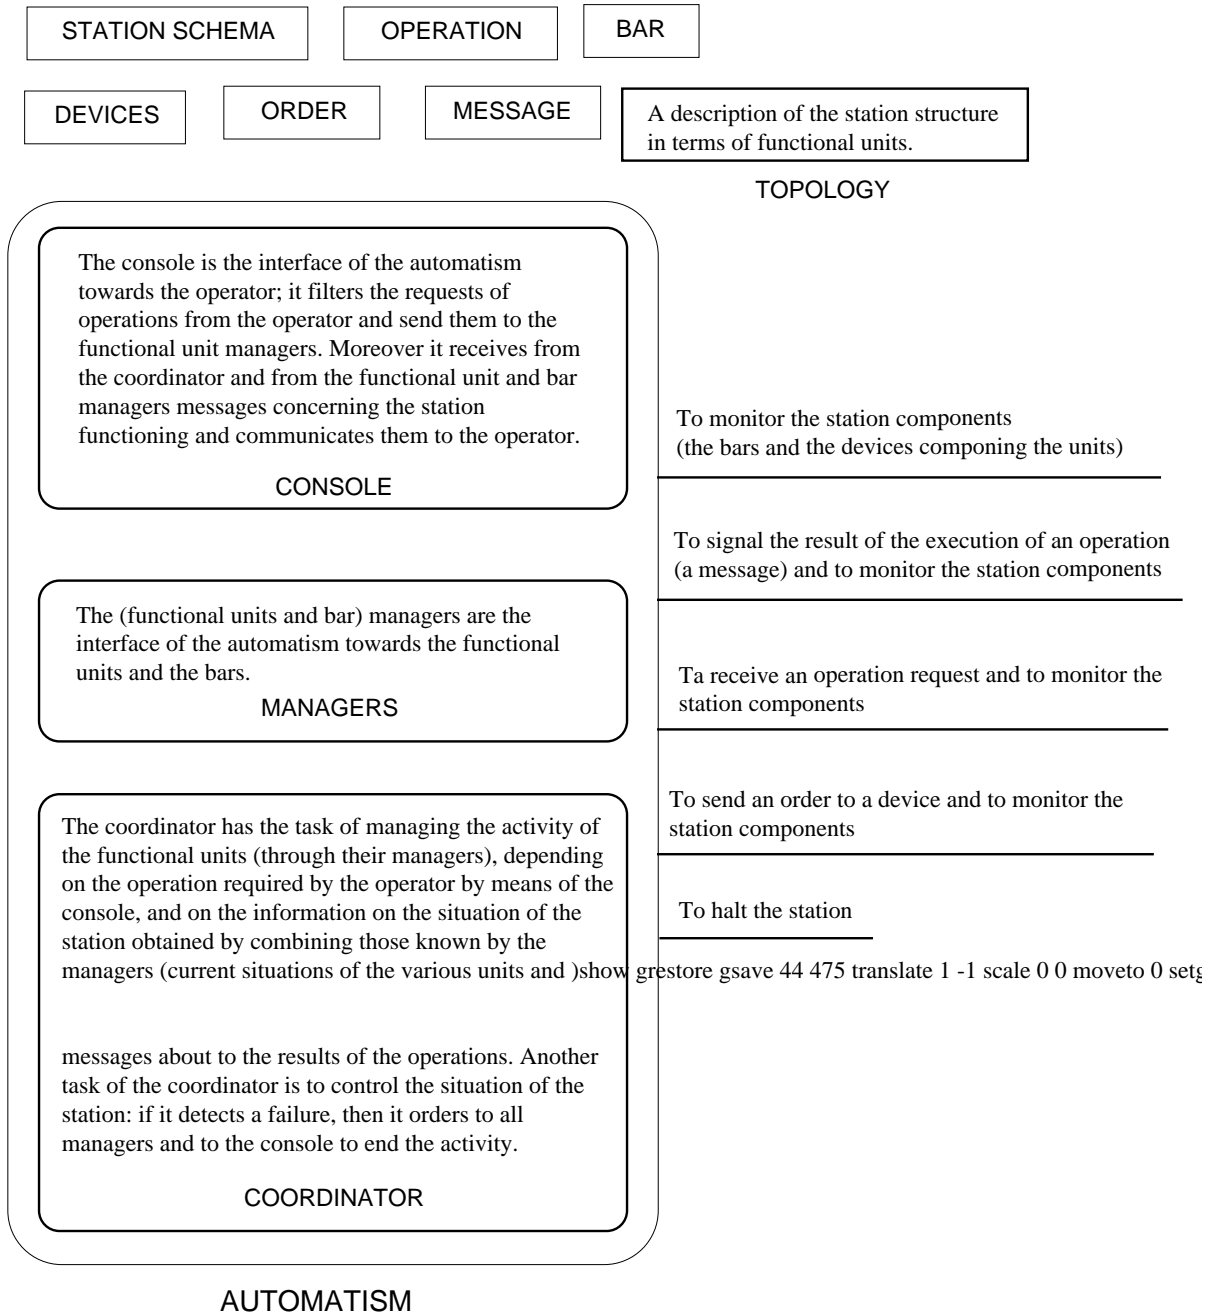 STATION SCHEMA
OPERATION
BAR
DEVICES
ORDER
MESSAGE
A description of the station structure
in terms of functional units.
TOPOLOGY
The console is the interface of the automatism
towards the operator; it filters the requests of
operations from the operator and send them to the
functional unit managers. Moreover it receives from
the coordinator and from the functional unit and bar
managers messages concerning the station
functioning and communicates them to the operator.
CONSOLE
To monitor the station components
(the bars and the devices componing the units)
To signal the result of the execution of an operation
(a message) and to monitor the station components
The (functional units and bar) managers are the
interface of the automatism towards the functional
units and the bars.
MANAGERS
Ta receive an operation request and to monitor the
station components
To send an order to a device and to monitor the
station components
To halt the station
The coordinator has the task of managing the activity of
the functional units (through their managers), depending
on the operation required by the operator by means of the
console, and on the information on the situation of the
station obtained by combining those known by the
managers (current situations of the various units and )show grestore gsave 44 475 translate 1 -1 scale 0 0 moveto 0 setg
messages about to the results of the operations. Another
task of the coordinator is to control the situation of the
station: if it detects a failure, then it orders to all
managers and to the console to end the activity.
COORDINATOR
AUTOMATISM